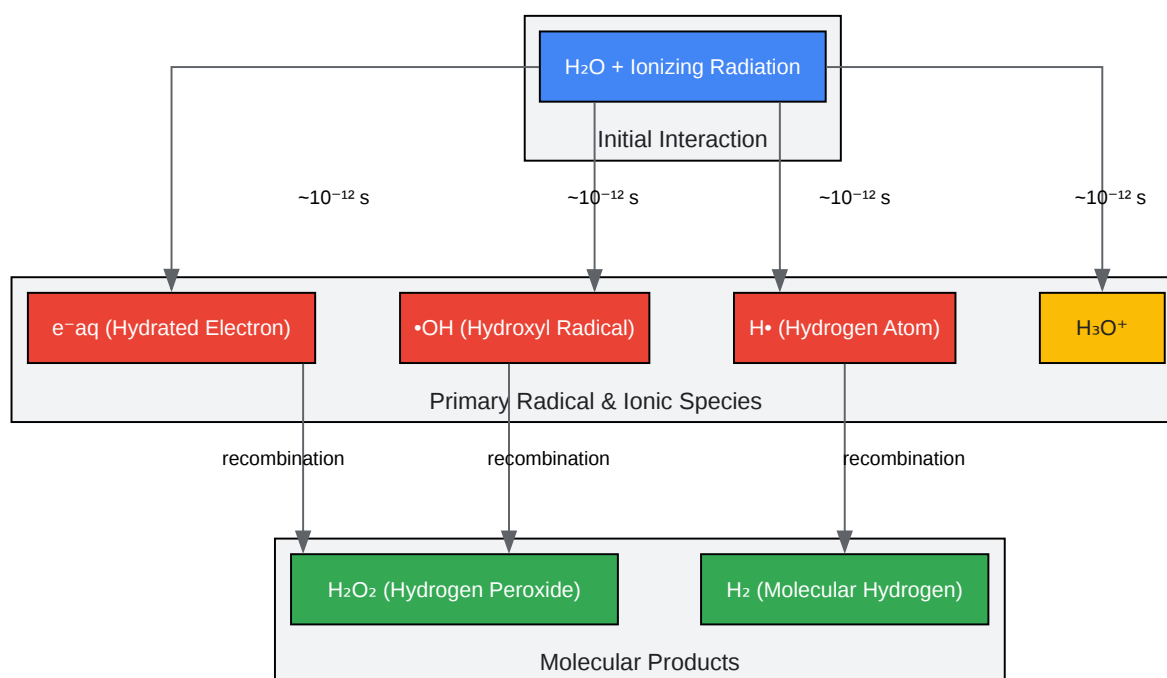 H₂O + Ionizing Radiation
Initial Interaction
~10⁻¹² s
~10⁻¹² s
~10⁻¹² s
~10⁻¹² s
e⁻aq (Hydrated Electron)
•OH (Hydroxyl Radical)
H• (Hydrogen Atom)
H₃O⁺
Primary Radical & Ionic Species
recombination
recombination
recombination
H₂O₂ (Hydrogen Peroxide)
H₂ (Molecular Hydrogen)
Molecular Products